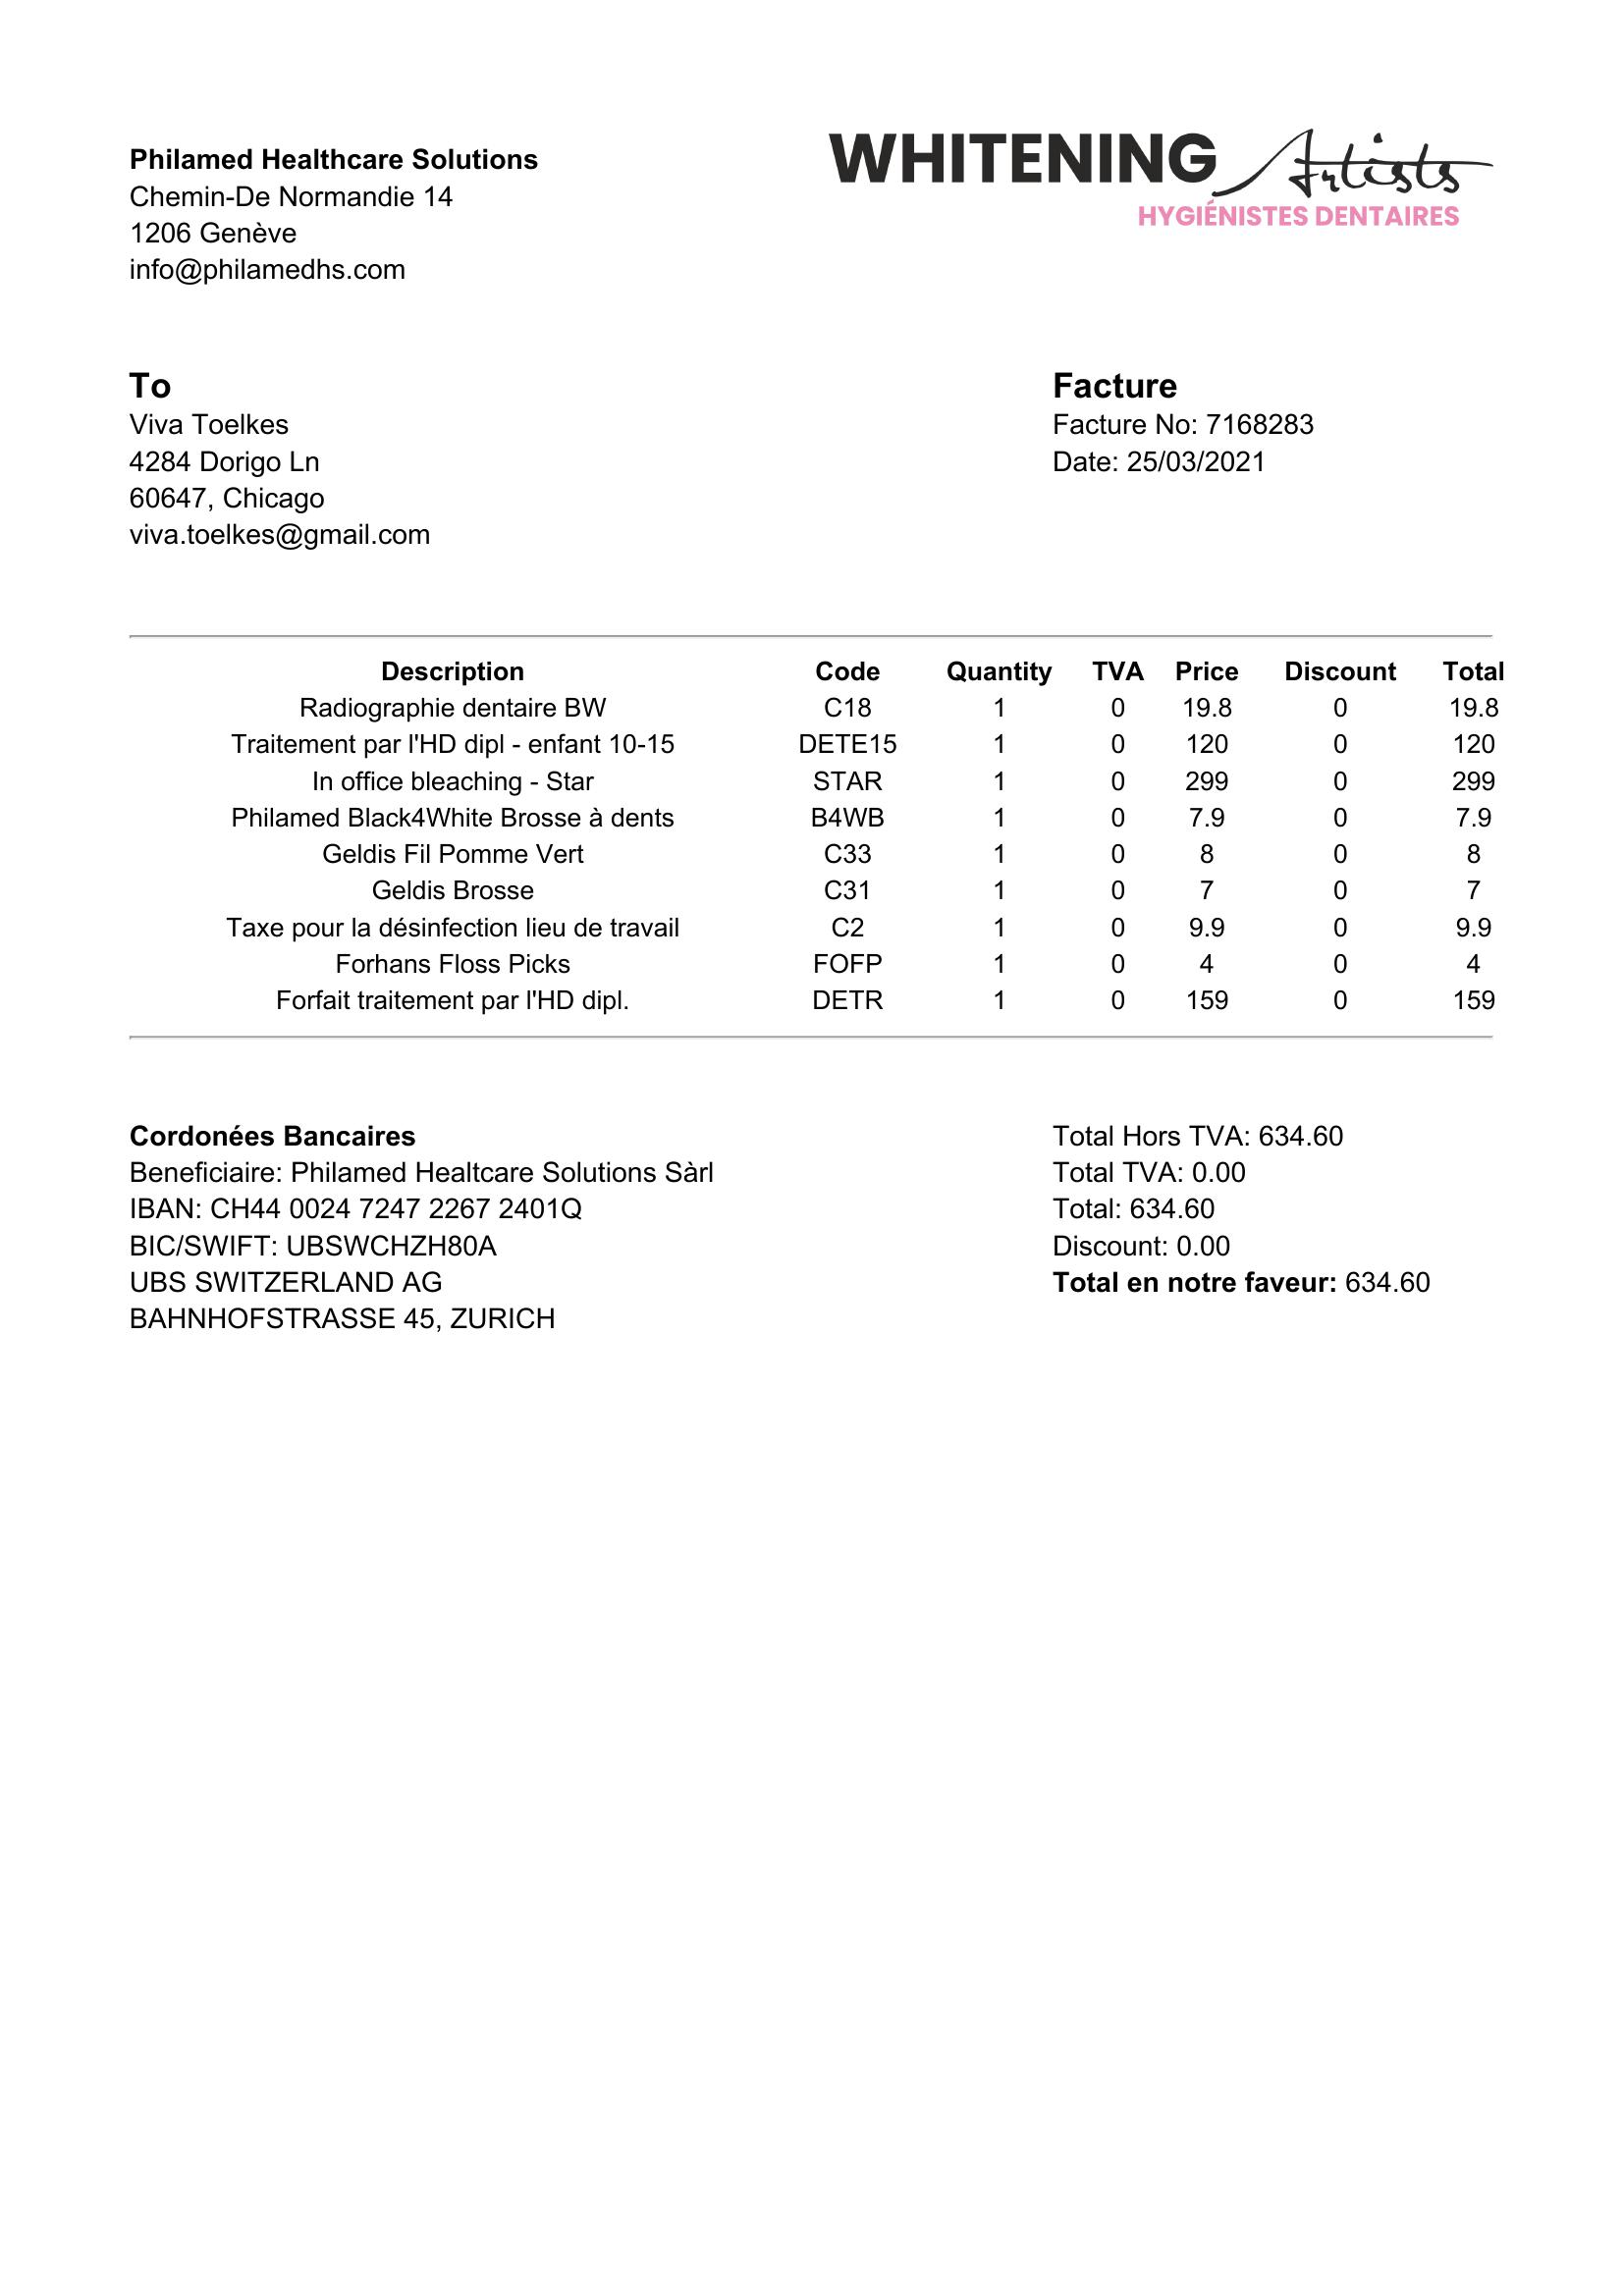 Philamed Healthcare Solutions
Chemin-De Normandie 14
1206 Genève
info@philamedhs.com
WHITENING Artists
HYGIÉNISTES DENTAIRES
To
Viva Toelkes
4284 Dorigo Ln
60647, Chicago
viva.toelkes@gmail.com
Facture
Facture No: 7168283
Date: 25/03/2021
Description Code Quantity TVA Price Discount Total
Radiographie dentaire BW C18 1 0 19.8 0 19.8
Traitement par l'HD dipl - enfant 10-15 DETE15 1 0 120 0 120
In office bleaching - Star STAR 1 0 299 0 299
Philamed Black4White Brosse à dents B4WB 1 0 7.9 0 7.9
Geldis Fil Pomme Vert C33 1 0 8 0 8
Geldis Brosse C31 1 0 7 0 7
Taxe pour la désinfection lieu de travail C2 1 0 9.9 0 9.9
Forhans Floss Picks FOFP 1 0 4 0 4
Forfait traitement par l'HD dipl. DETR 1 0 159 0 159
Cordonées Bancaires
Beneficiaire: Philamed Healtcare Solutions Sàrl
IBAN: CH44 0024 7247 2267 2401Q
BIC/SWIFT: UBSWCHZH80A
UBS SWITZERLAND AG
BAHNHOFSTRASSE 45, ZURICH
Total Hors TVA: 634.60
Total TVA: 0.00
Total: 634.60
Discount: 0.00
Total en notre faveur: 634.60